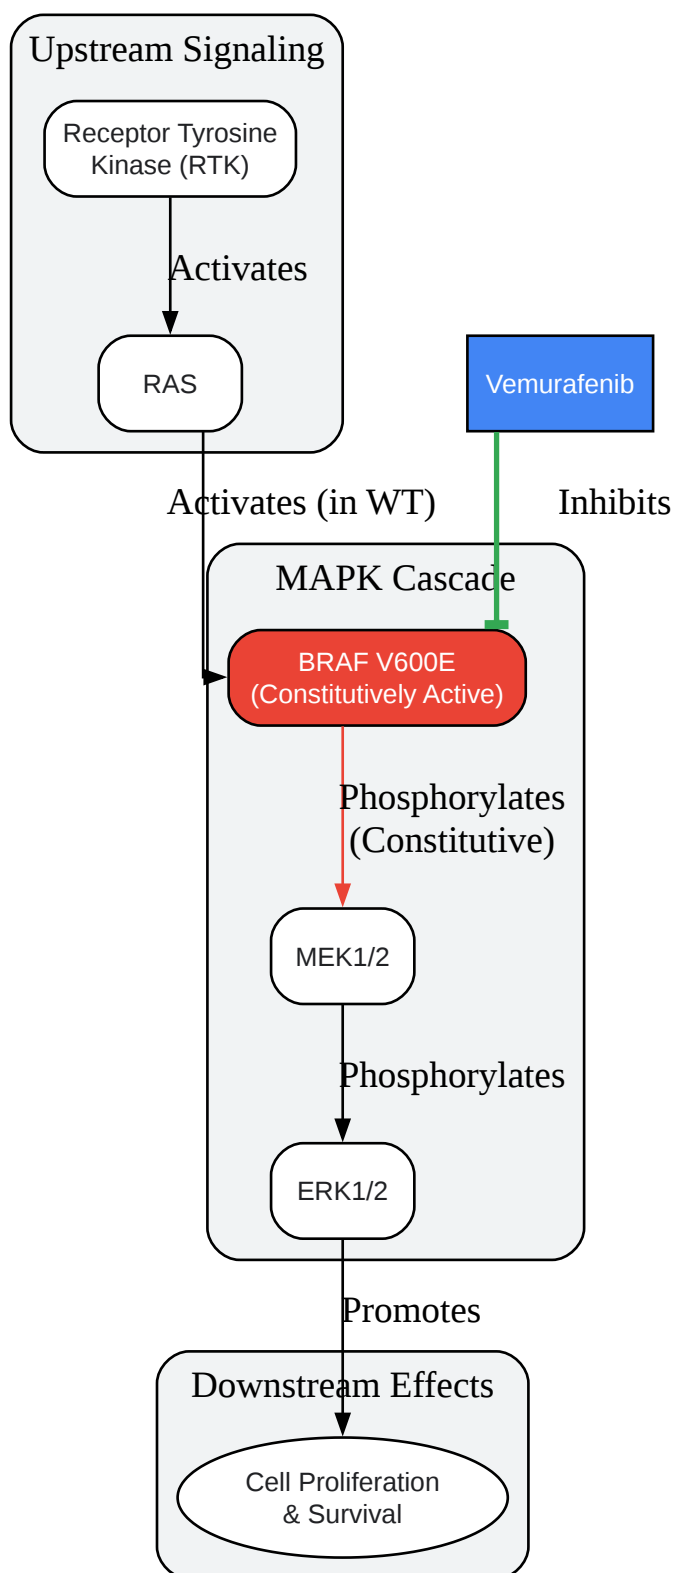 Upstream Signaling
Receptor Tyrosine
Kinase (RTK)
Activates
RAS
Vemurafenib
Activates (in WT)
Inhibits
MAPK Cascade
BRAF V600E
(Constitutively Active)
Phosphorylates
(Constitutive)
MEK1/2
Phosphorylates
ERK1/2
Promotes
Downstream Effects
Cell Proliferation
& Survival